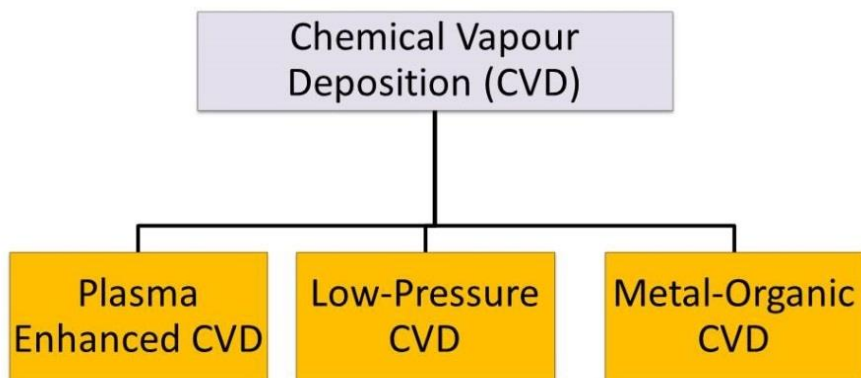 Chemical Vapour
Deposition (CVD)
Plasma
Enhanced CVD
Low-Pressure
CVD
Metal-Organic
CVD